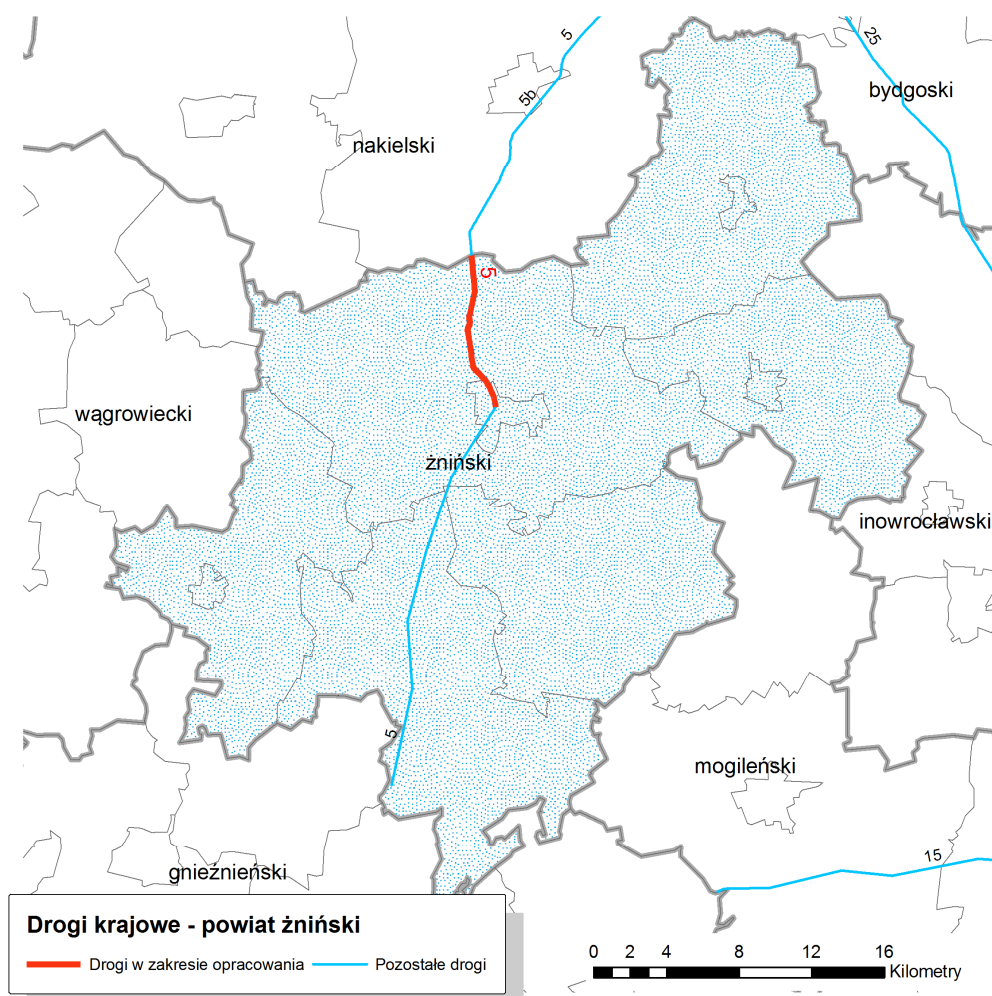 5
25
bydgoski
5b
nakielski
5
wągrowiecki
żniński
inowrocławski
5
mogileński
15
gnieźnieński
Drogi krajowe - powiat żniński
Drogi w zakresie opracowania
Pozostałe drogi
0 2 4 8 12 16
Kilometry